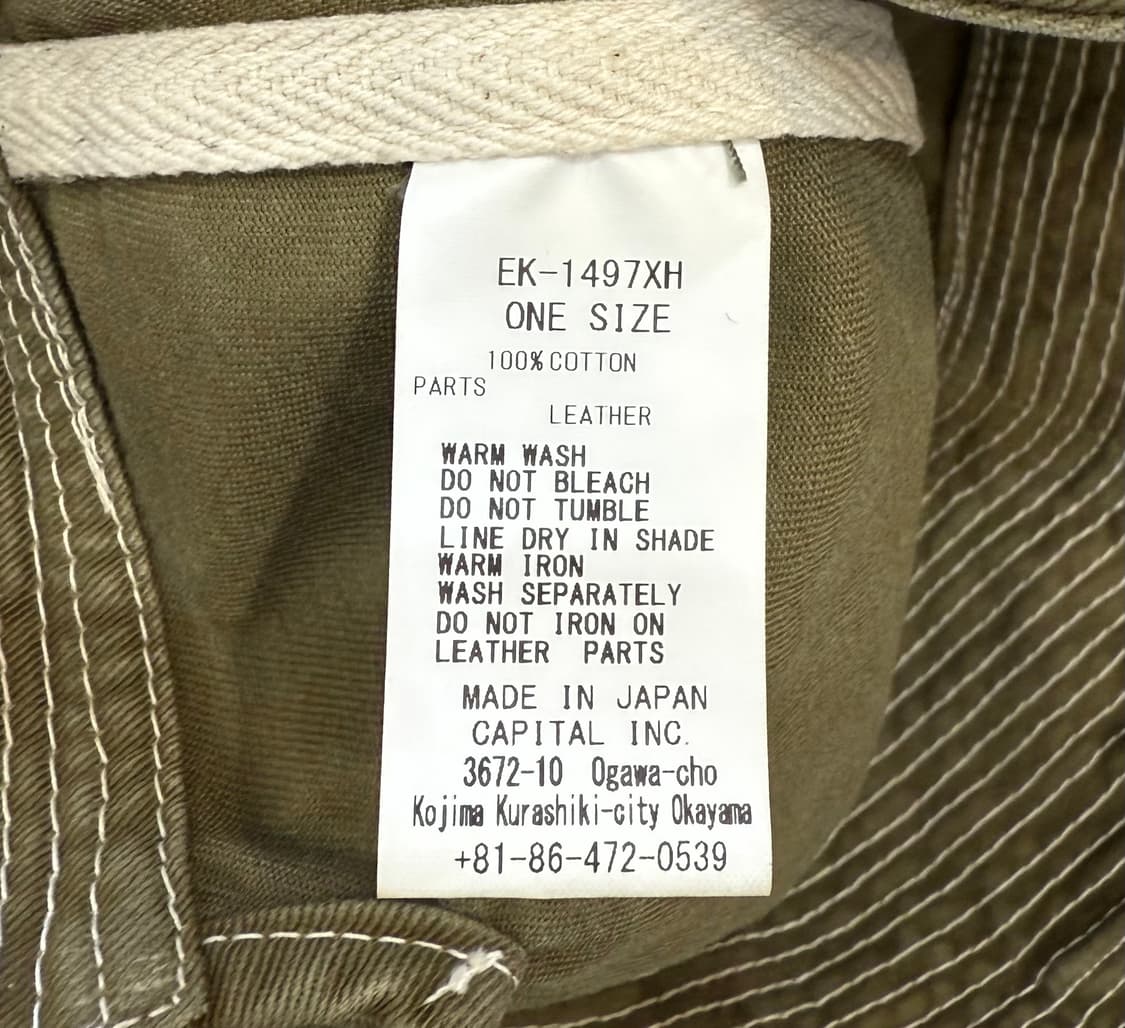 EK-1497XH
ONE SIZE
100% COTTON
PARTS
LEATHER
WARM WASH
DO NOT BLEACH
DO NOT TUMBLE
LINE DRY IN SHADE
WARM IRON
WASH SEPARATELY
DO NOT IRON ON
LEATHER PARTS
MADE IN JAPAN
CAPITAL INC.
3672-10 Ogawa-cho
Kojima Kurashiki-city Okayama
+81-86-472-0539